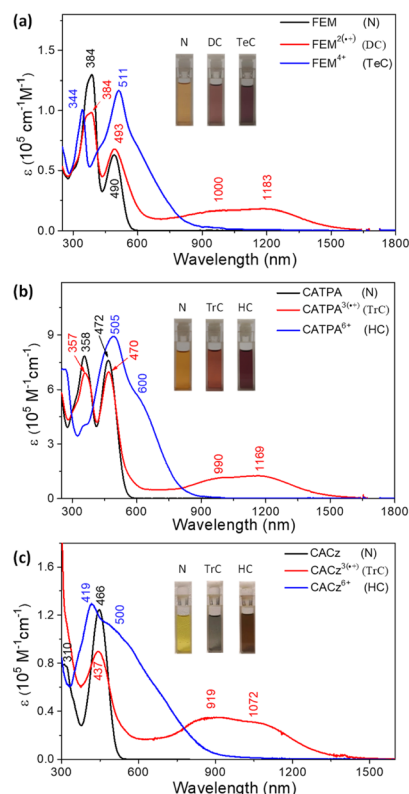 (a)
N DC TeC
FEM (N)
FEM2(•+) (DC)
FEM4+ (TeC)
384
511
344
384
493
490
1000
1183
1.5
1.0
0.5
0.0
ε (10⁵ cm⁻¹M⁻¹)
300 600 900 1200 1500 1800
Wavelength (nm)
(b)
N TrC HC
CATPA (N)
CATPA3(•+) (TrC)
CATPA6+ (HC)
357
358
472
505
470
600
990
1169
9
6
3
0
ε (10⁵ M⁻¹cm⁻¹)
300 600 900 1200 1500 1800
Wavelength (nm)
(c)
N TrC HC
CACz (N)
CACz3(•+) (TrC)
CACz6+ (HC)
310
419
466
437
500
919
1072
1.8
1.2
0.6
0.0
ε (10⁵ M⁻¹cm⁻¹)
300 600 900 1200 1500
Wavelength (nm)